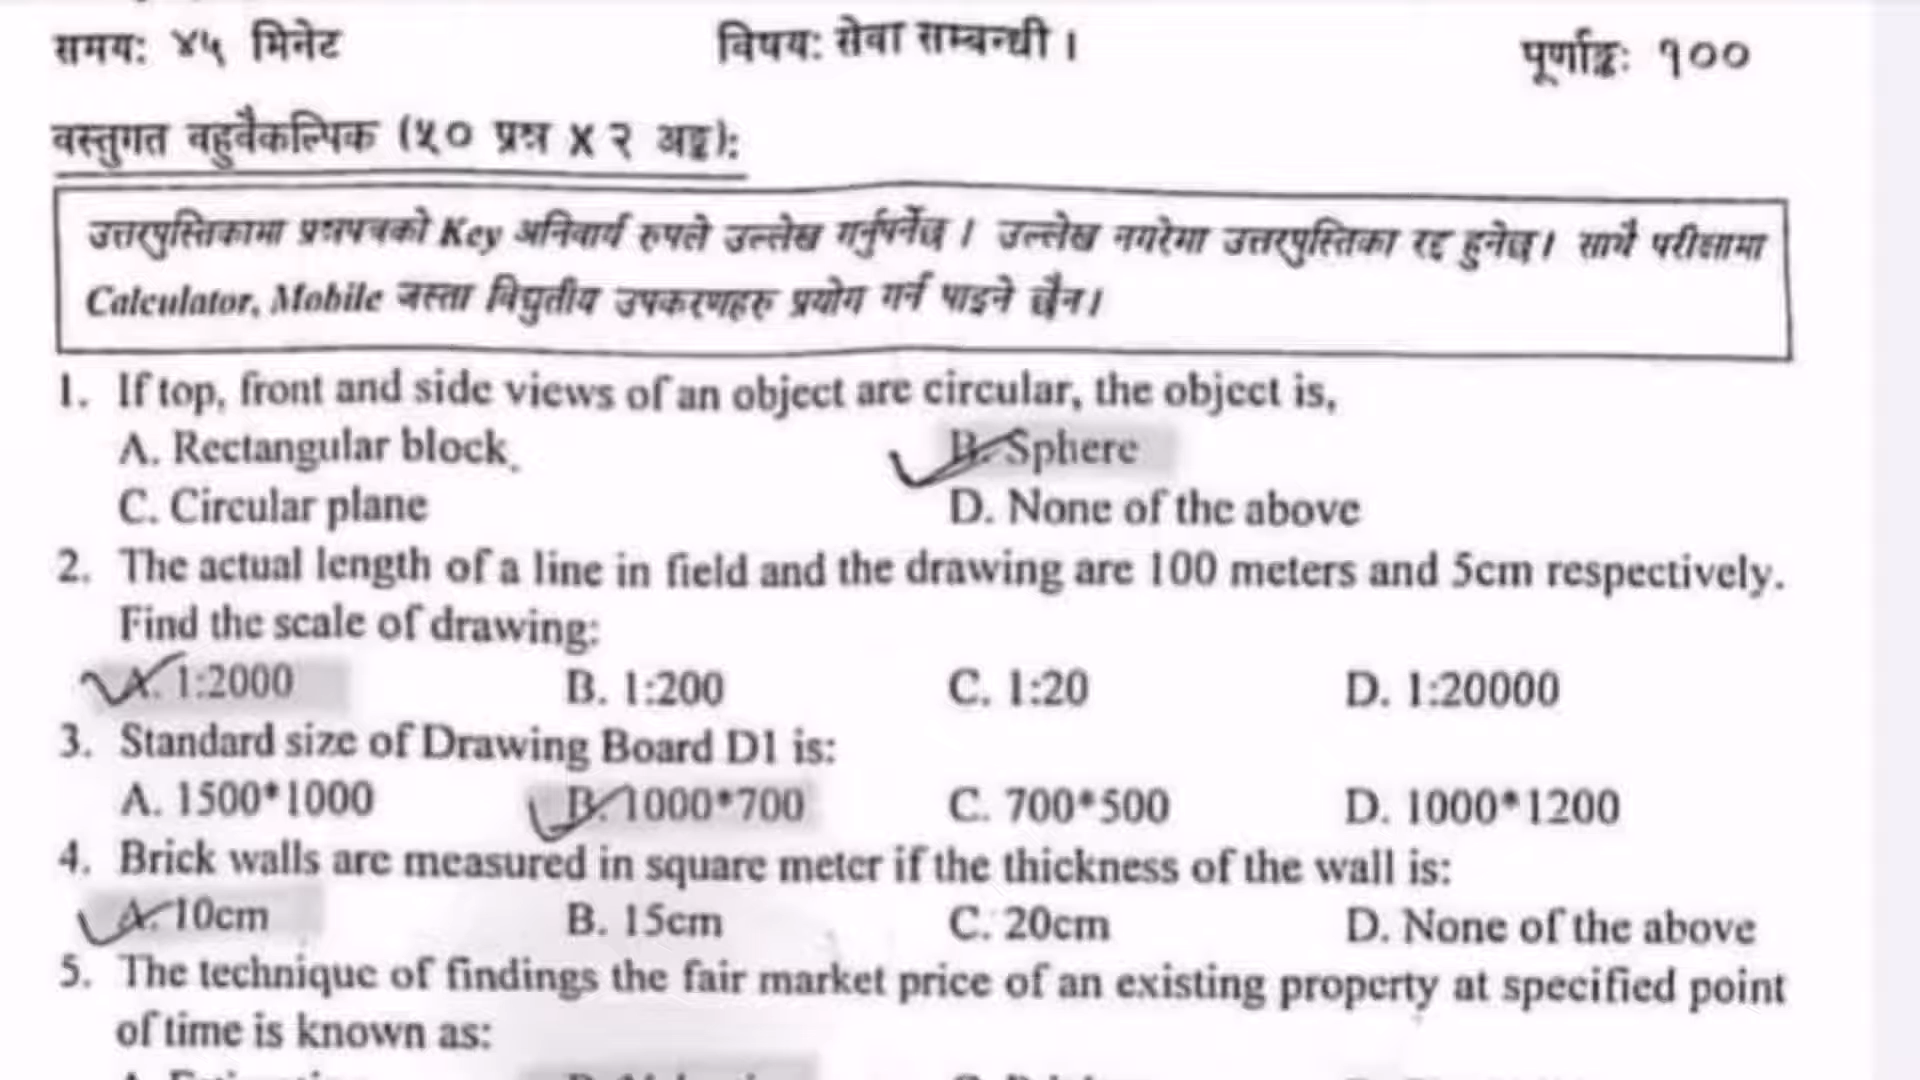 समय: ४५ मिनेट विषय: सेवा सम्बन्धी । पूर्णाङ्क: १००
वस्तुगत वहुवैकल्पिक (५० प्रश्न X २ अङ्क):
उत्तरपुस्तिकामा प्रश्नपत्रको Key अनिवार्य रुपले उल्लेख गर्नुपर्नेछ । उल्लेख नगरेमा उत्तरपुस्तिका रद्द हुनेछ। साथै परीक्षामा
Calculator, Mobile जस्ता विद्युतीय उपकरणहरु प्रयोग गर्न पाइने छैन।
1. If top, front and side views of an object are circular, the object is,
A. Rectangular block B. Sphere
C. Circular plane D. None of the above
2. The actual length of a line in field and the drawing are 100 meters and 5cm respectively.
Find the scale of drawing:
A. 1:2000 B. 1:200 C. 1:20 D. 1:20000
3. Standard size of Drawing Board D1 is:
A. 1500*1000 B. 1000*700 C. 700*500 D. 1000*1200
4. Brick walls are measured in square meter if the thickness of the wall is:
A. 10cm B. 15cm C. 20cm D. None of the above
5. The technique of findings the fair market price of an existing property at specified point
of time is known as: